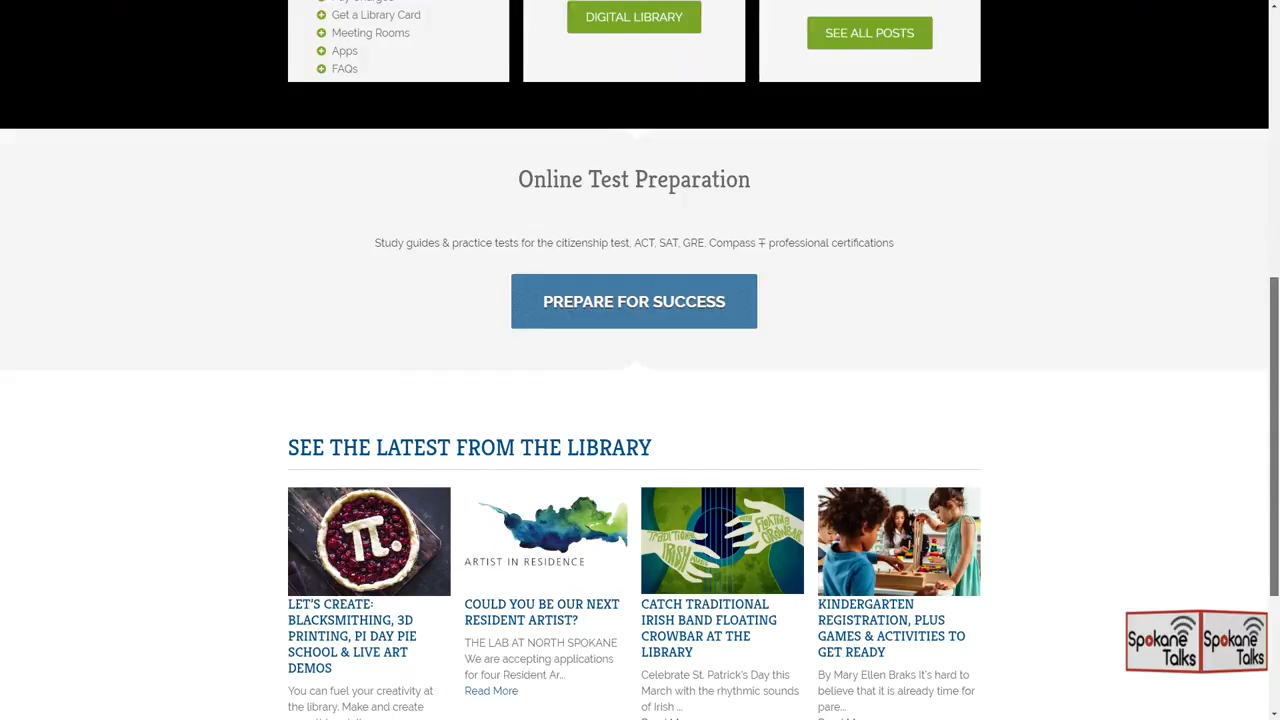 Get a Library Card
Meeting Rooms
Apps
FAQs
DIGITAL LIBRARY
SEE ALL POSTS
Online Test Preparation
Study guides & practice tests for the citizenship test, ACT, SAT, GRE, Compass ∓ professional certifications
PREPARE FOR SUCCESS
SEE THE LATEST FROM THE LIBRARY
π.
LET'S CREATE:
BLACKSMITHING, 3D
PRINTING, PI DAY PIE
SCHOOL & LIVE ART
DEMOS
You can fuel your creativity at
the library. Make and create
ARTIST IN RESIDENCE
COULD YOU BE OUR NEXT
RESIDENT ARTIST?
THE LAB AT NORTH SPOKANE
We are accepting applications
for four Resident Ar...
Read More
TRADITIONAL
IRISH MUSIC
WITH
FLOATING
CROWBAR
CATCH TRADITIONAL
IRISH BAND FLOATING
CROWBAR AT THE
LIBRARY
Celebrate St. Patrick's Day this
March with the rhythmic sounds
of Irish ...
KINDERGARTEN
REGISTRATION, PLUS
GAMES & ACTIVITIES TO
GET READY
By Mary Ellen Braks It's hard to
believe that it is already time for
pare...
Spokane
Talks
Spokane
Talks